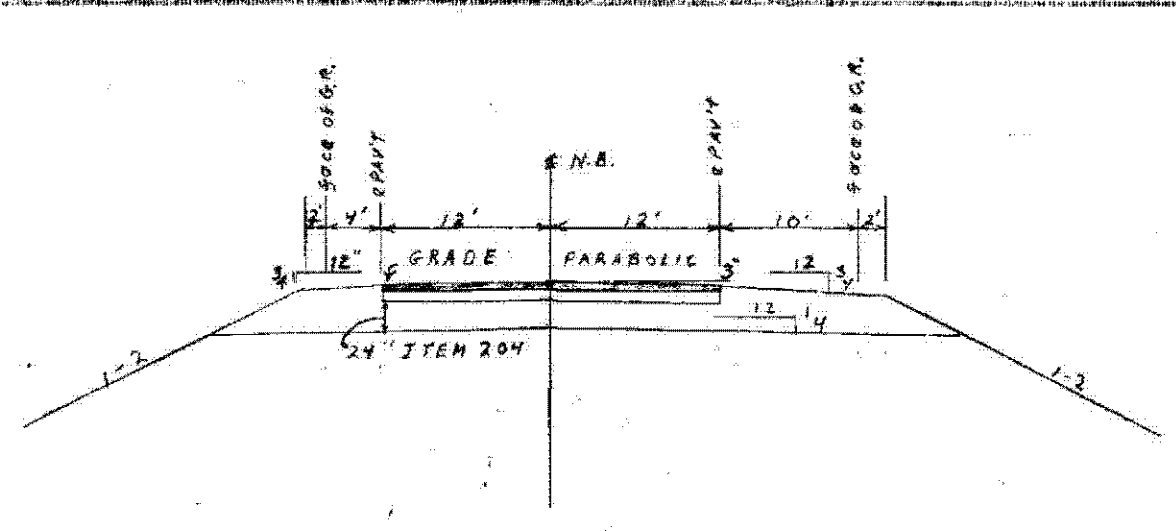 face of G.R.
e PAV'T
℄ N.B.
e PAV'T
face of G.R.
2' 4' 12' 12' 10' 2'
3/4 12" GRADE PARABOLIC 3" 12 3/4
12 1/4
24" ITEM 204
1-2
1-2